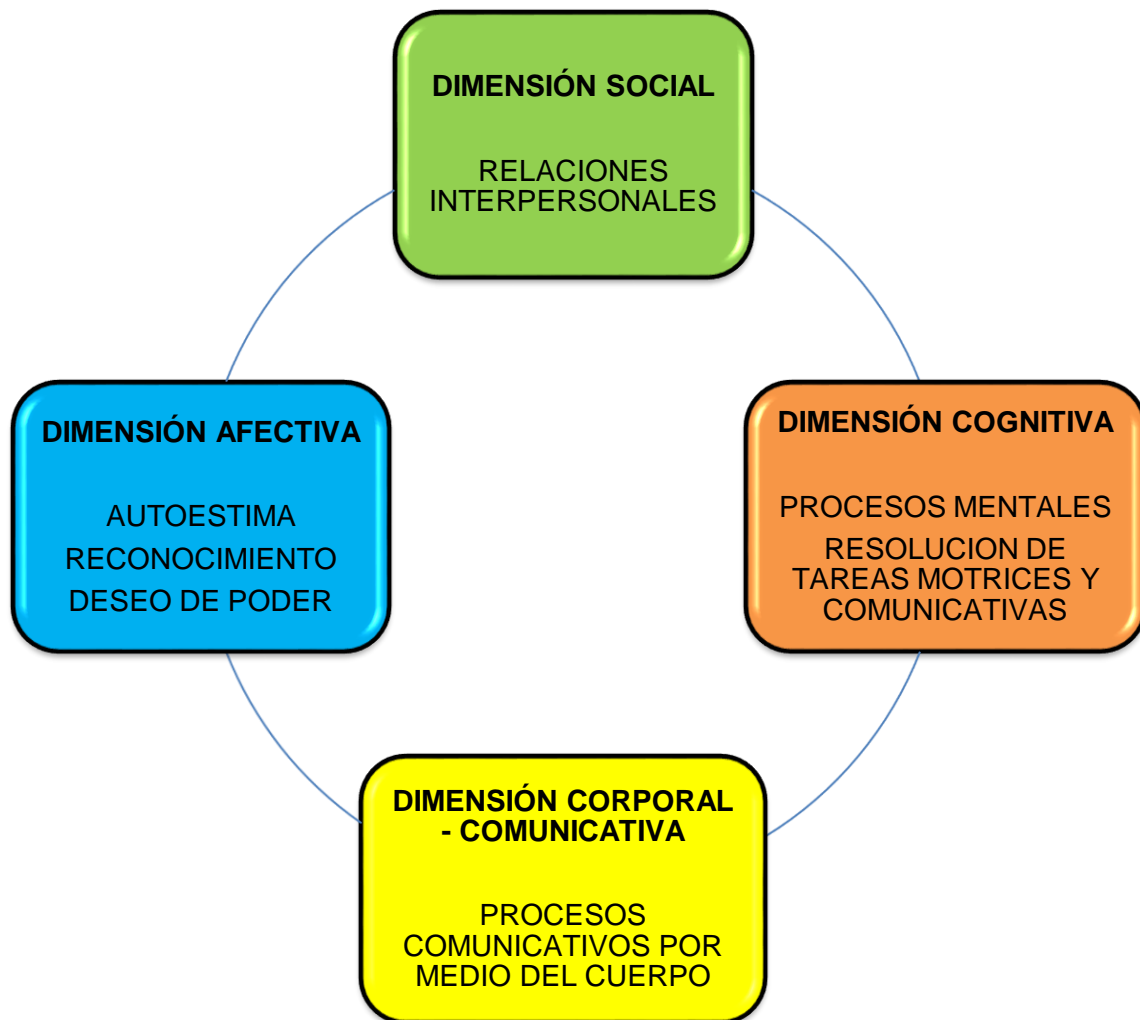 DIMENSIÓN SOCIAL
RELACIONES
INTERPERSONALES
DIMENSIÓN AFECTIVA
AUTOESTIMA
RECONOCIMIENTO
DESEO DE PODER
DIMENSIÓN COGNITIVA
PROCESOS MENTALES
RESOLUCION DE
TAREAS MOTRICES Y
COMUNICATIVAS
DIMENSIÓN CORPORAL
- COMUNICATIVA
PROCESOS
COMUNICATIVOS POR
MEDIO DEL CUERPO